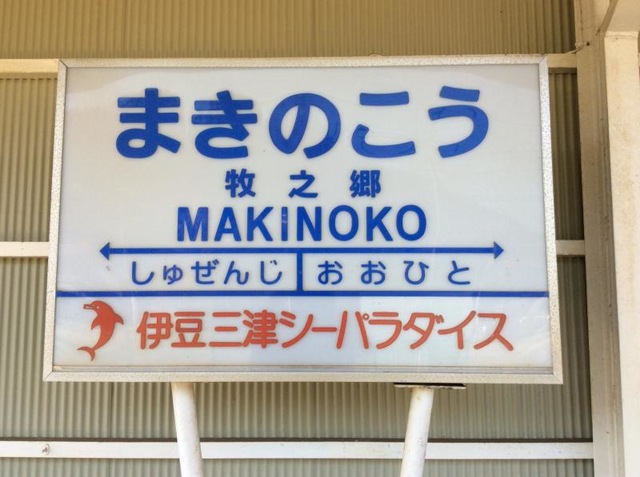 まきのこう
牧之郷
MAKINOKO
しゅぜんじ おおひと
伊豆三津シーパラダイス